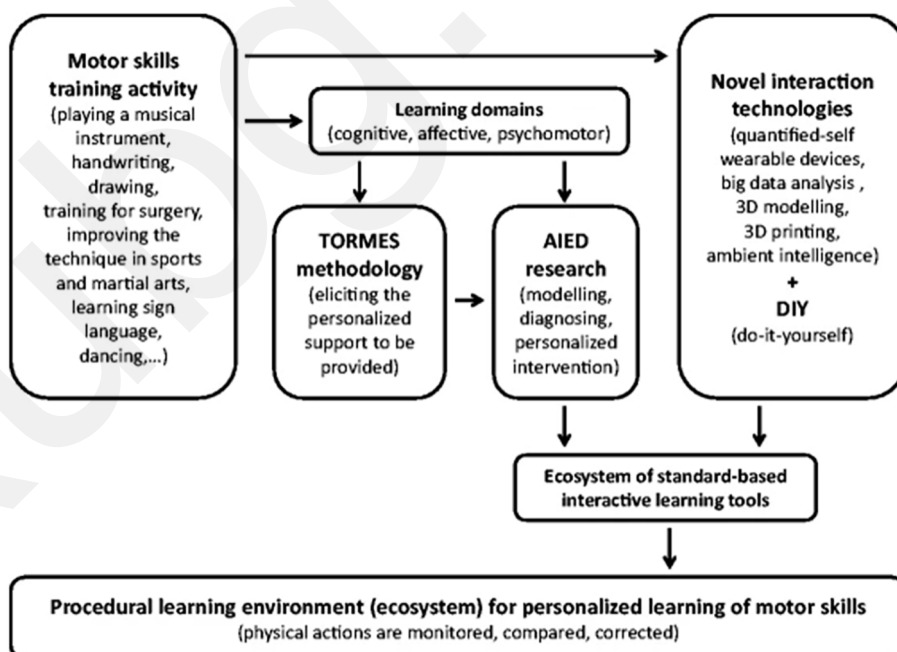 Motor skills
training activity
(playing a musical
instrument,
handwriting,
drawing,
training for surgery,
improving the
technique in sports
and martial arts,
learning sign
language,
dancing,...)
Learning domains
(cognitive, affective, psychomotor)
TORMES
methodology
(eliciting the
personalized
support to be
provided)
AIED
research
(modelling,
diagnosing,
personalized
intervention)
Novel interaction
technologies
(quantified-self
wearable devices,
big data analysis ,
3D modelling,
3D printing,
ambient intelligence)
+
DIY
(do-it-yourself)
Ecosystem of standard-based
interactive learning tools
Procedural learning environment (ecosystem) for personalized learning of motor skills
(physical actions are monitored, compared, corrected)